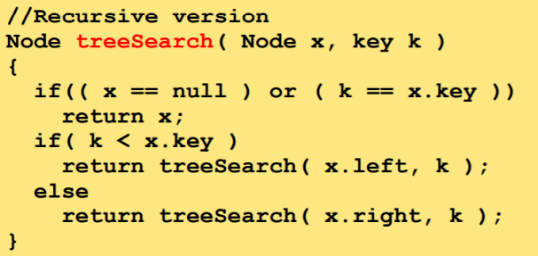 //Recursive version
Node treeSearch( Node x, key k )
{
if(( x == null ) or ( k == x.key ))
return x;
if( k < x.key )
return treeSearch( x.left, k );
else
return treeSearch( x.right, k );
}